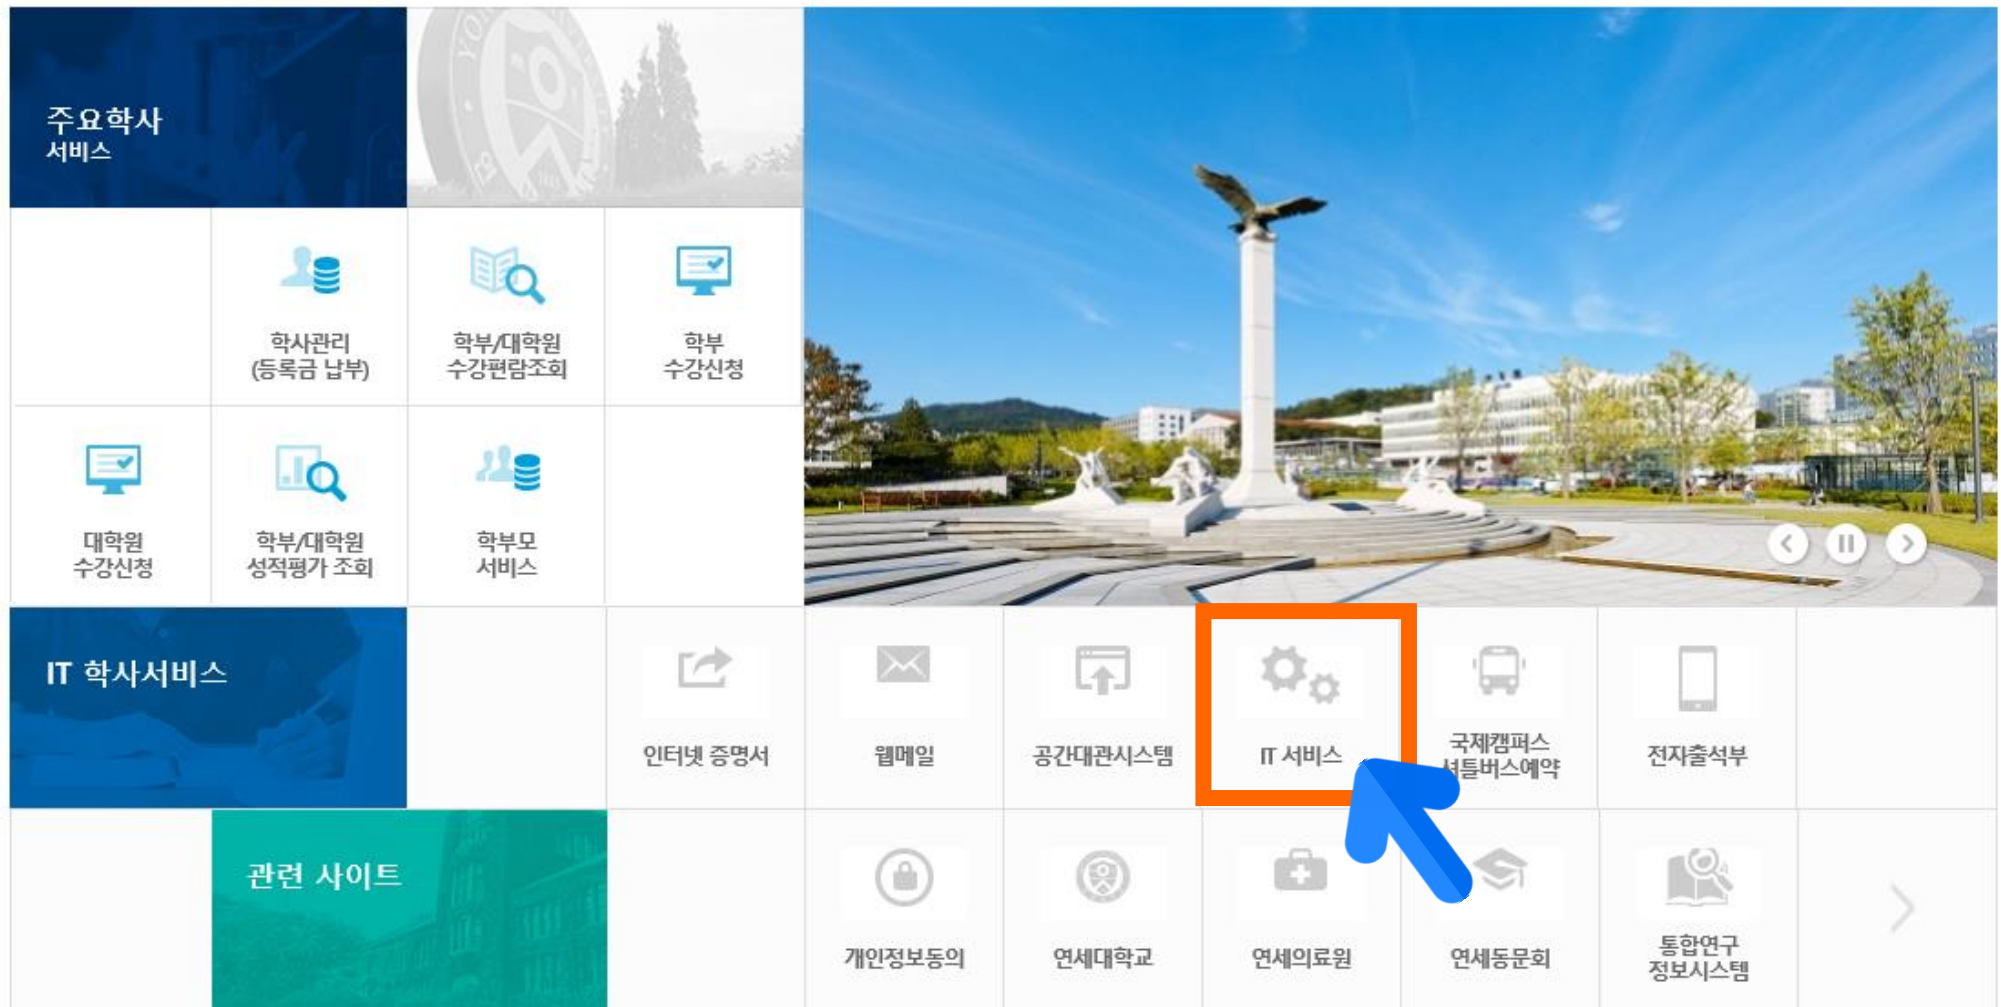 주요학사
서비스
학사관리
(등록금 납부)
학부/대학원
수강편람조회
학부
수강신청
대학원
수강신청
학부/대학원
성적평가 조회
학부모
서비스
IT 학사서비스
인터넷 증명서
웹메일
공간대관시스템
IT 서비스
국제캠퍼스
셔틀버스예약
전자출석부
관련 사이트
개인정보동의
연세대학교
연세의료원
연세동문회
통합연구
정보시스템